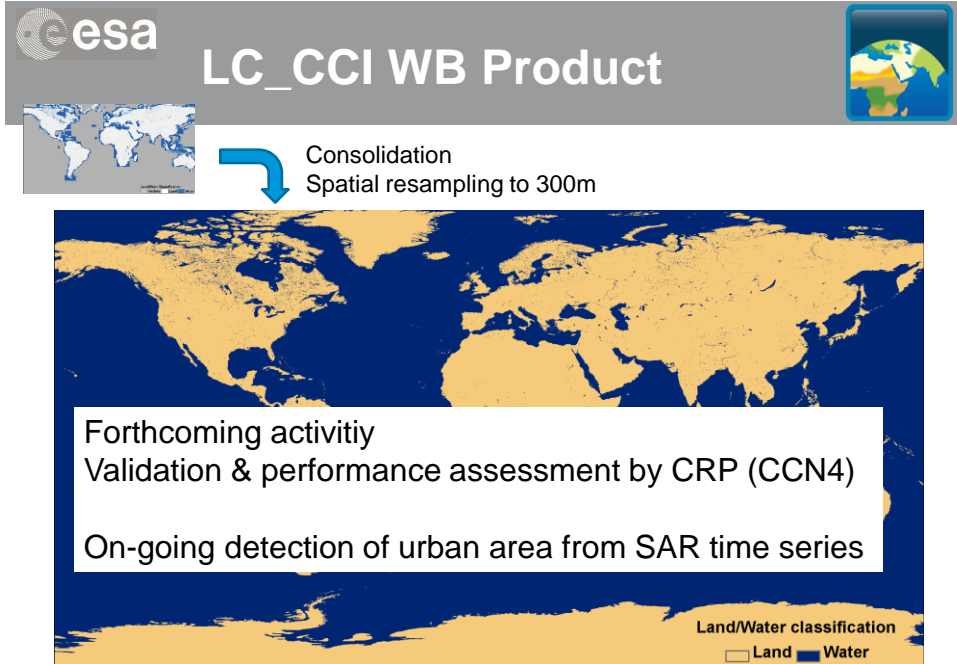 esa
LC_CCI WB Product
Consolidation
Spatial resampling to 300m
Forthcoming activitiy
Validation & performance assessment by CRP (CCN4)
On-going detection of urban area from SAR time series
Land/Water classification
Land Water